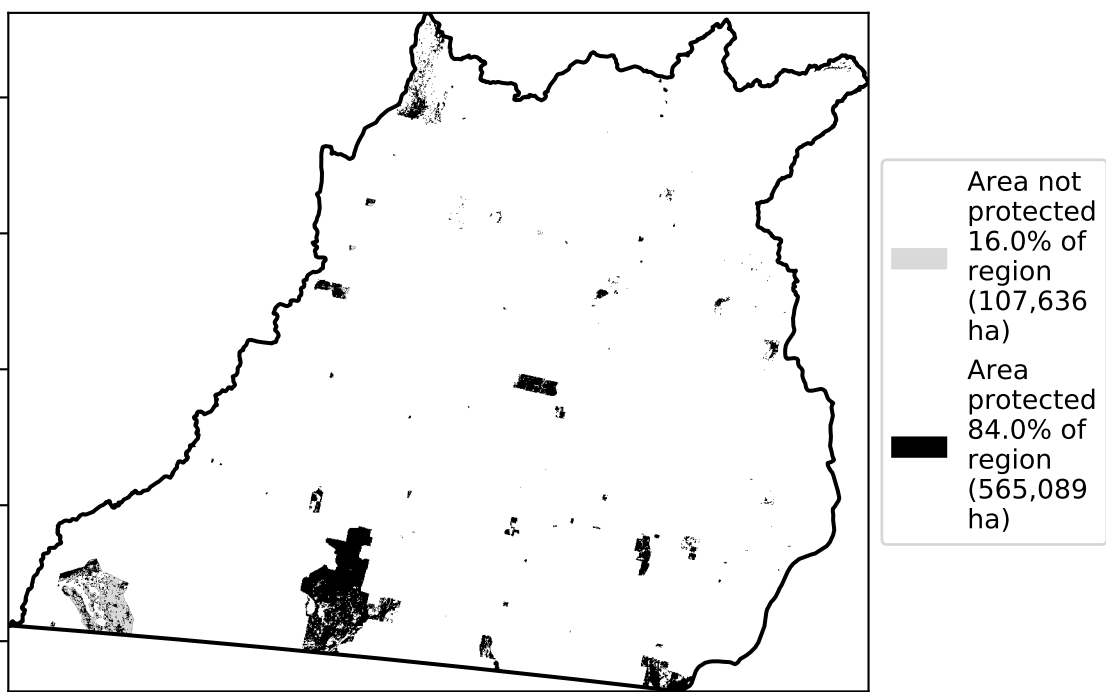 Area not
protected
16.0% of
region
(107,636
ha)
Area
protected
84.0% of
region
(565,089
ha)